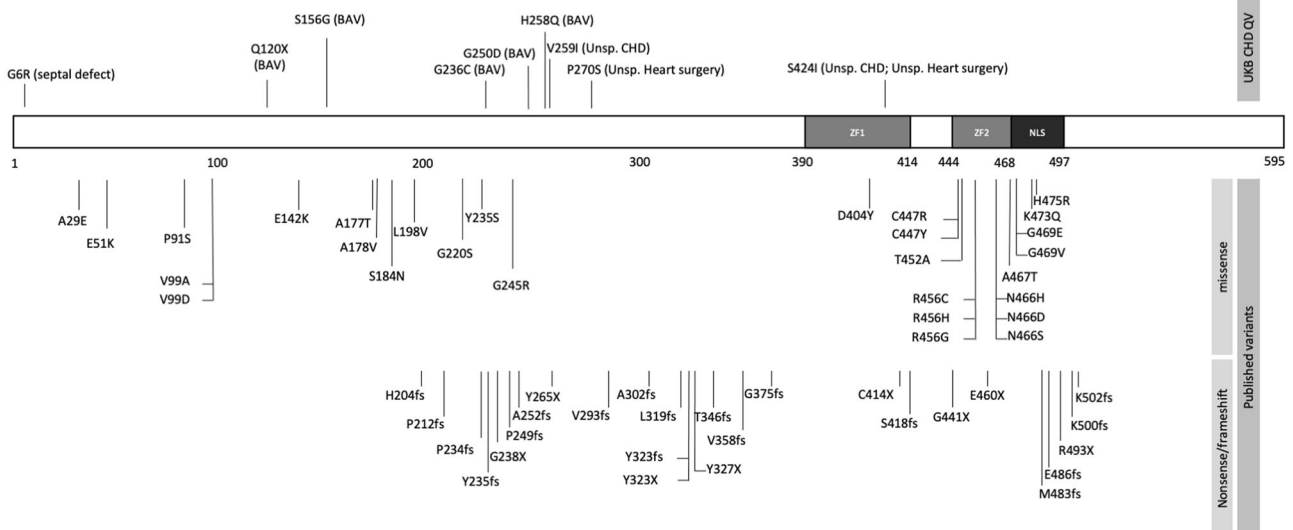 S156G (BAV)
H258Q (BAV)
Q120X
(BAV)
G250D (BAV)
V259I (Unsp. CHD)
G6R (septal defect)
G236C (BAV)
P270S (Unsp. Heart surgery)
S424I (Unsp. CHD; Unsp. Heart surgery)
UKB CHD QV
ZF1
ZF2
NLS
1
100
200
300
390
414
444
468
497
595
A29E
E51K
P91S
V99A
V99D
E142K
A177T
A178V
S184N
L198V
G220S
Y235S
G245R
D404Y
C447R
C447Y
T452A
R456C
R456H
R456G
H475R
K473Q
G469E
G469V
A467T
N466H
N466D
N466S
missense
Published variants
H204fs
P212fs
P234fs
Y235fs
G238X
P249fs
A252fs
Y265X
V293fs
A302fs
L319fs
Y323fs
Y323X
Y327X
T346fs
V358fs
G375fs
C414X
S418fs
G441X
E460X
K502fs
K500fs
R493X
E486fs
M483fs
Nonsense/frameshift